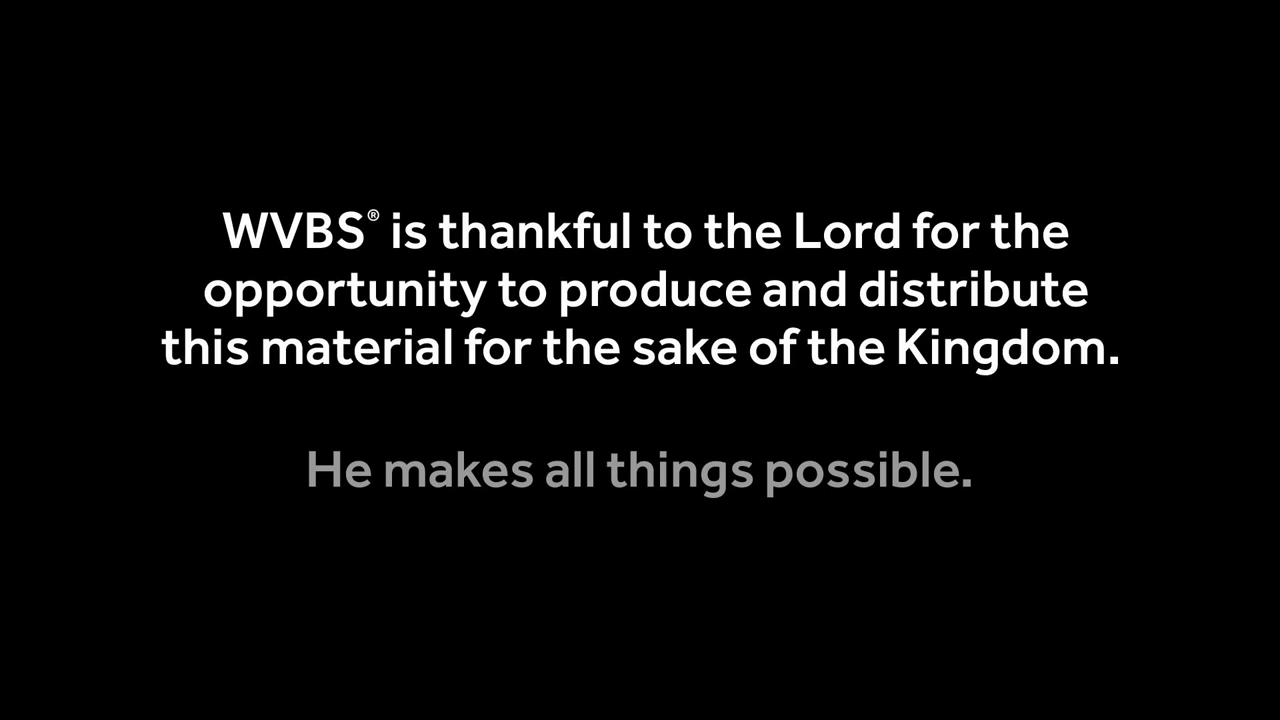 WVBS® is thankful to the Lord for the
opportunity to produce and distribute
this material for the sake of the Kingdom.
He makes all things possible.